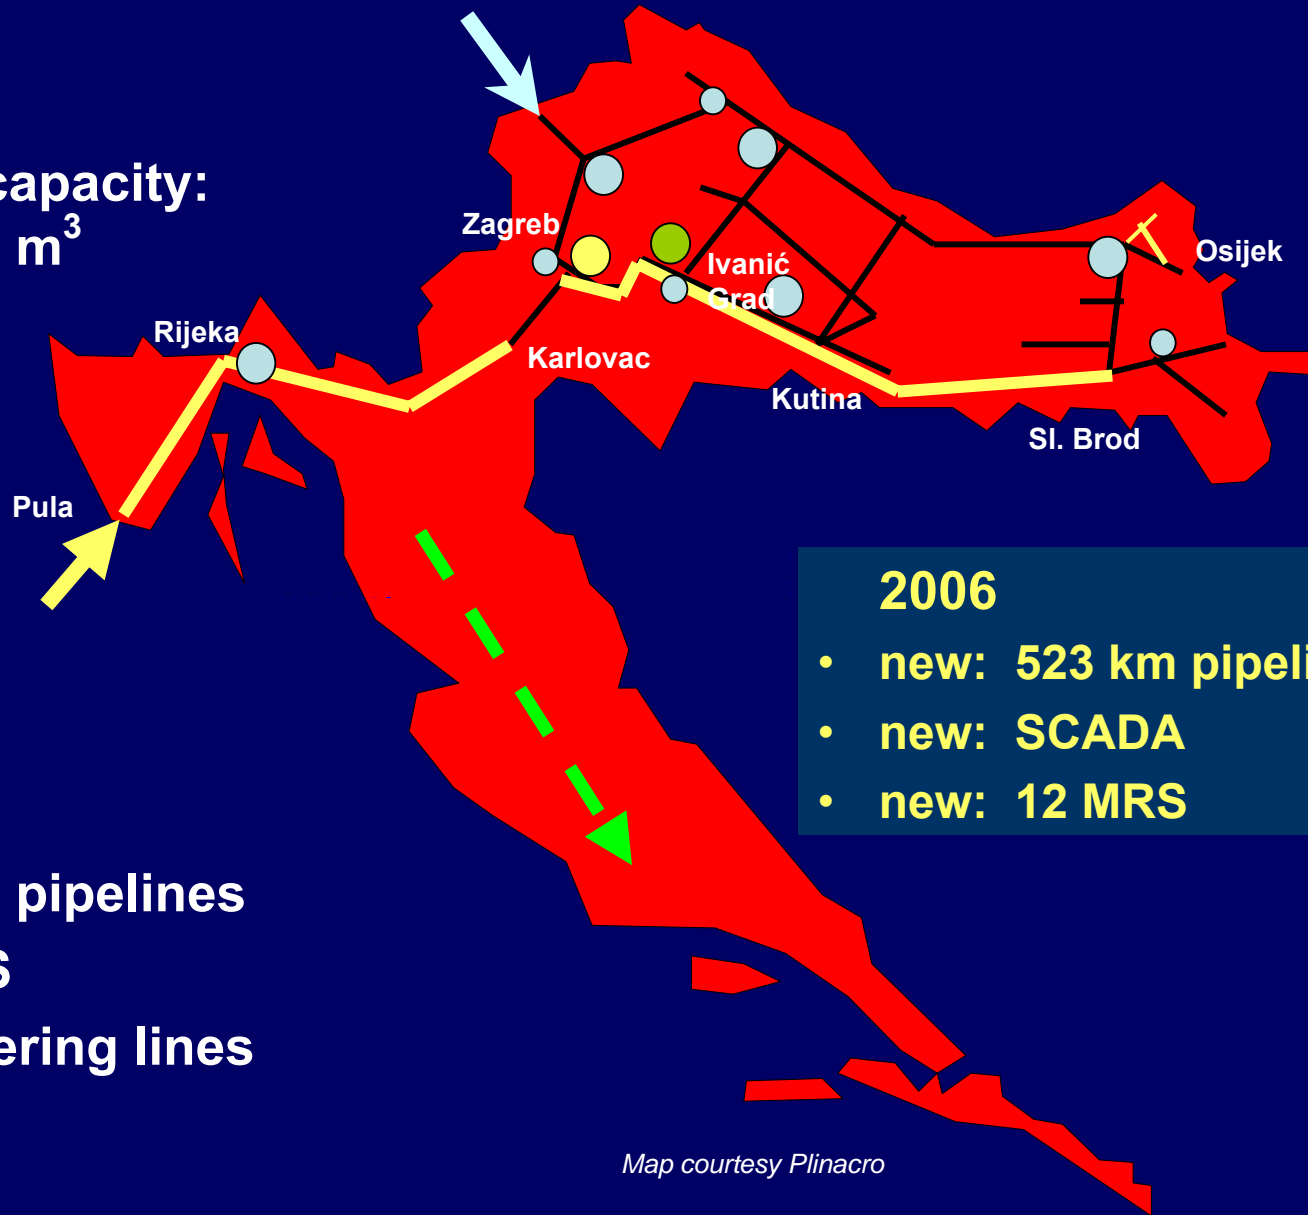 capacity:
m³
Zagreb
Ivanić
Grad
Osijek
Rijeka
Karlovac
Kutina
Sl. Brod
Pula
2006
• new: 523 km pipeli
• new: SCADA
• new: 12 MRS
pipelines
S
ering lines
Map courtesy Plinacro